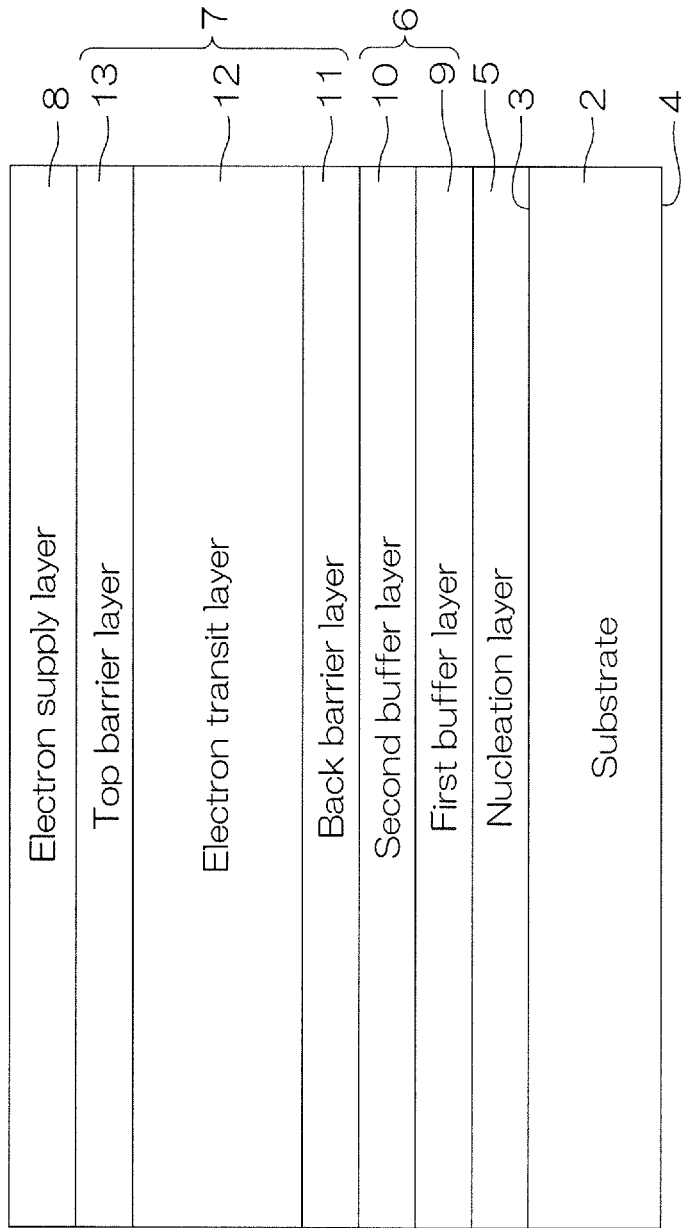 Electron supply layer 8
Top barrier layer 13
Electron transit layer 12 7
Back barrier layer 11
Second buffer layer 10
6
First buffer layer 9
Nucleation layer 5
3
Substrate 2
4